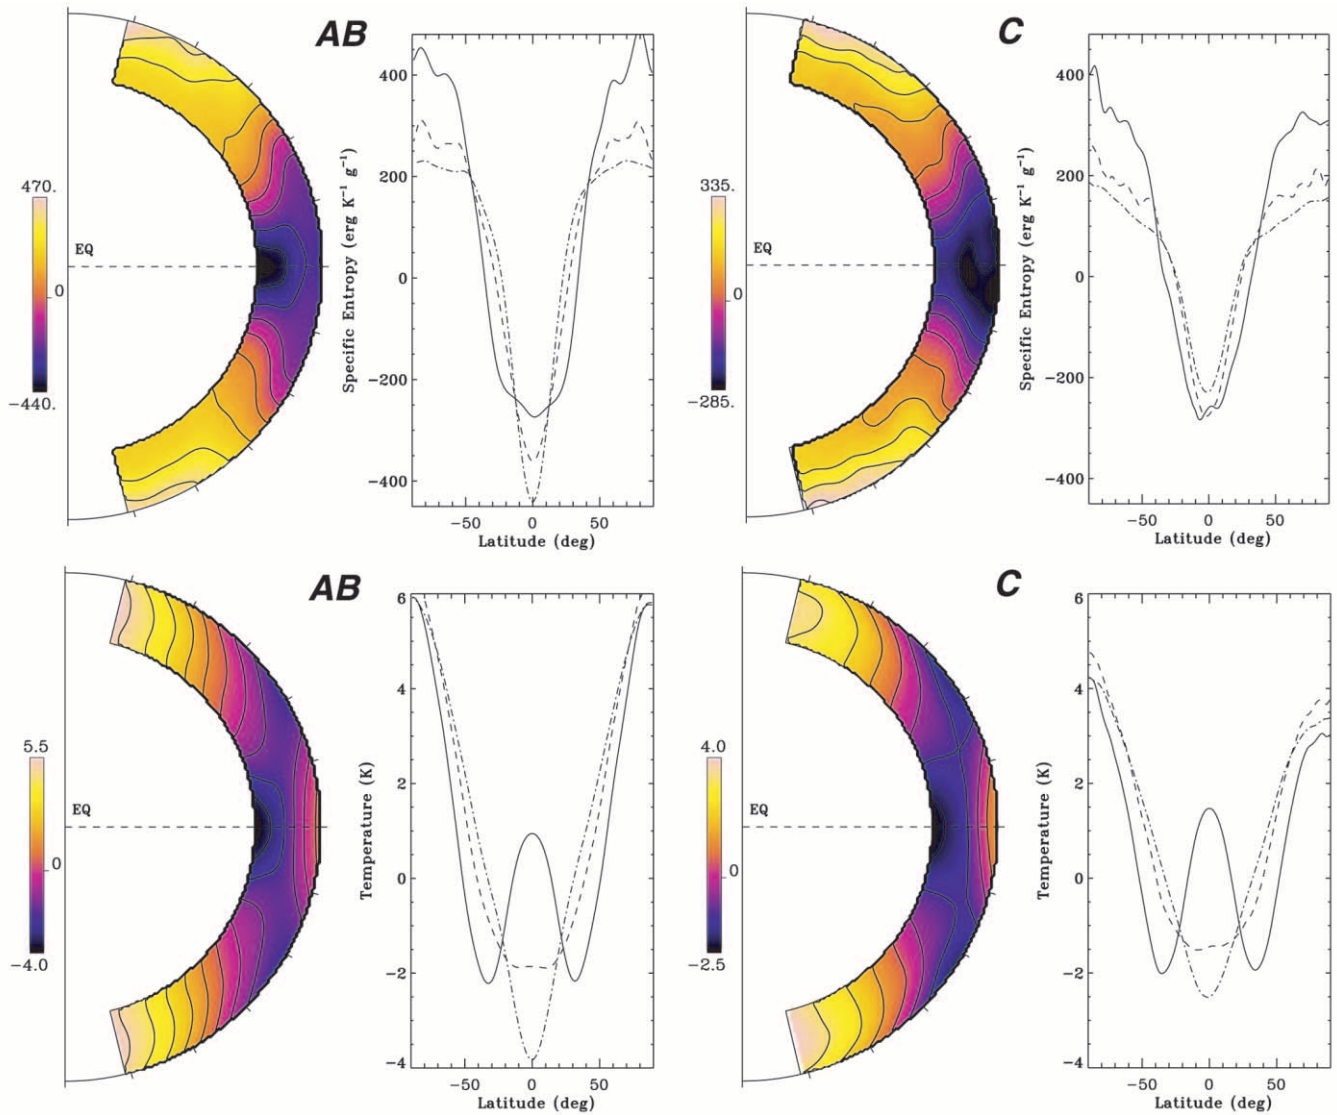 AB
470.
0
−440.
EQ
Specific Entropy (erg K⁻¹ g⁻¹)
400
200
0
−200
−400
−50 0 50
Latitude (deg)
C
335.
0
−285.
EQ
Specific Entropy (erg K⁻¹ g⁻¹)
400
200
0
−200
−400
−50 0 50
Latitude (deg)
AB
5.5
0
−4.0
EQ
Temperature (K)
6
4
2
0
−2
−4
−50 0 50
Latitude (deg)
C
4.0
0
−2.5
EQ
Temperature (K)
6
4
2
0
−2
−4
−50 0 50
Latitude (deg)